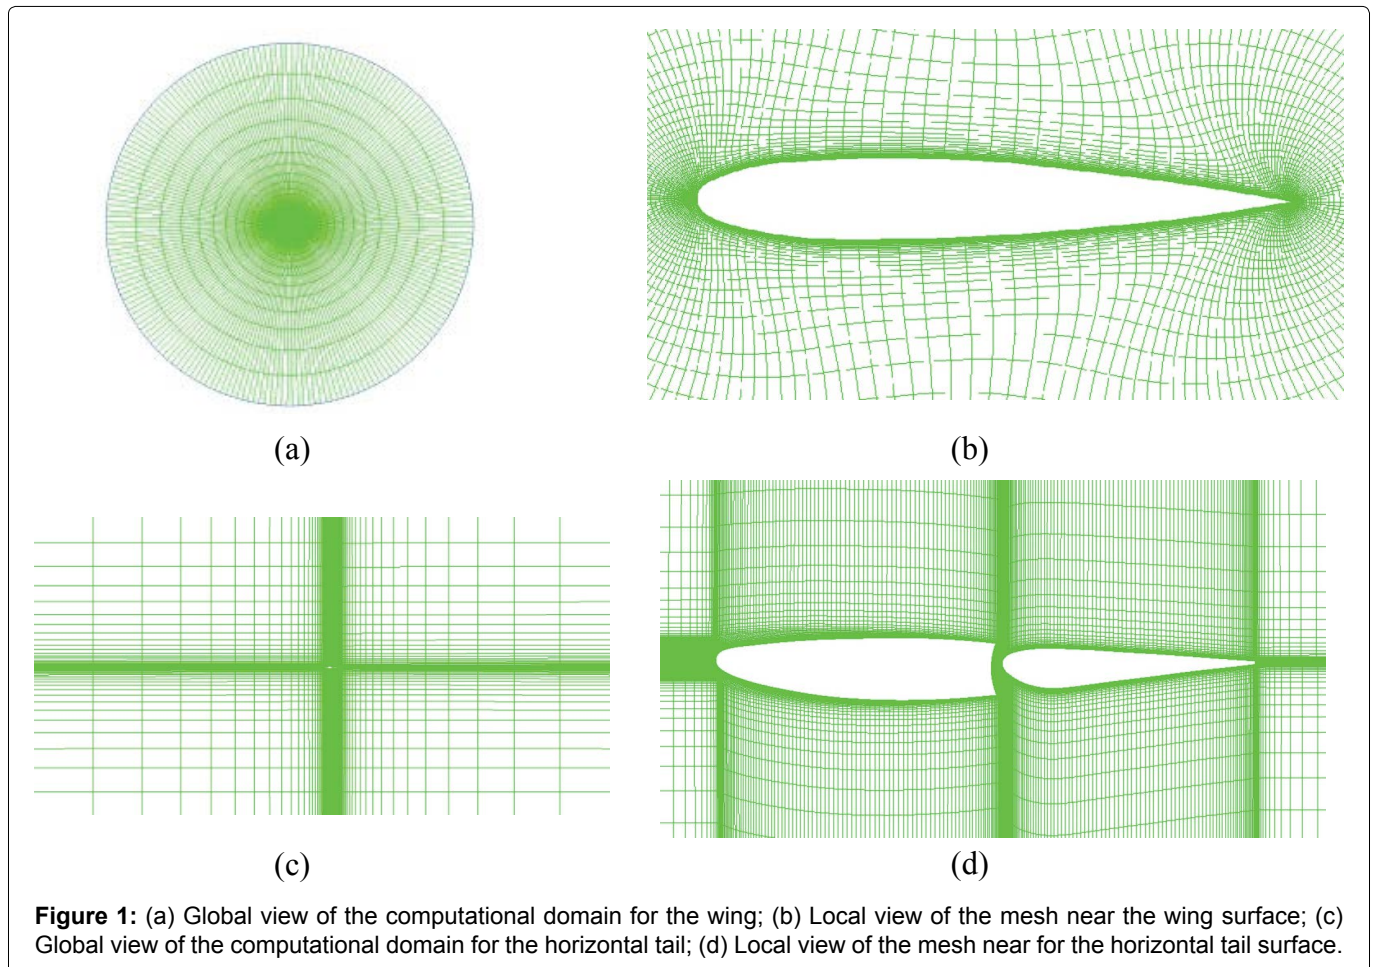 (a)
(b)
(c)
(d)
Figure 1: (a) Global view of the computational domain for the wing; (b) Local view of the mesh near the wing surface; (c)
Global view of the computational domain for the horizontal tail; (d) Local view of the mesh near for the horizontal tail surface.